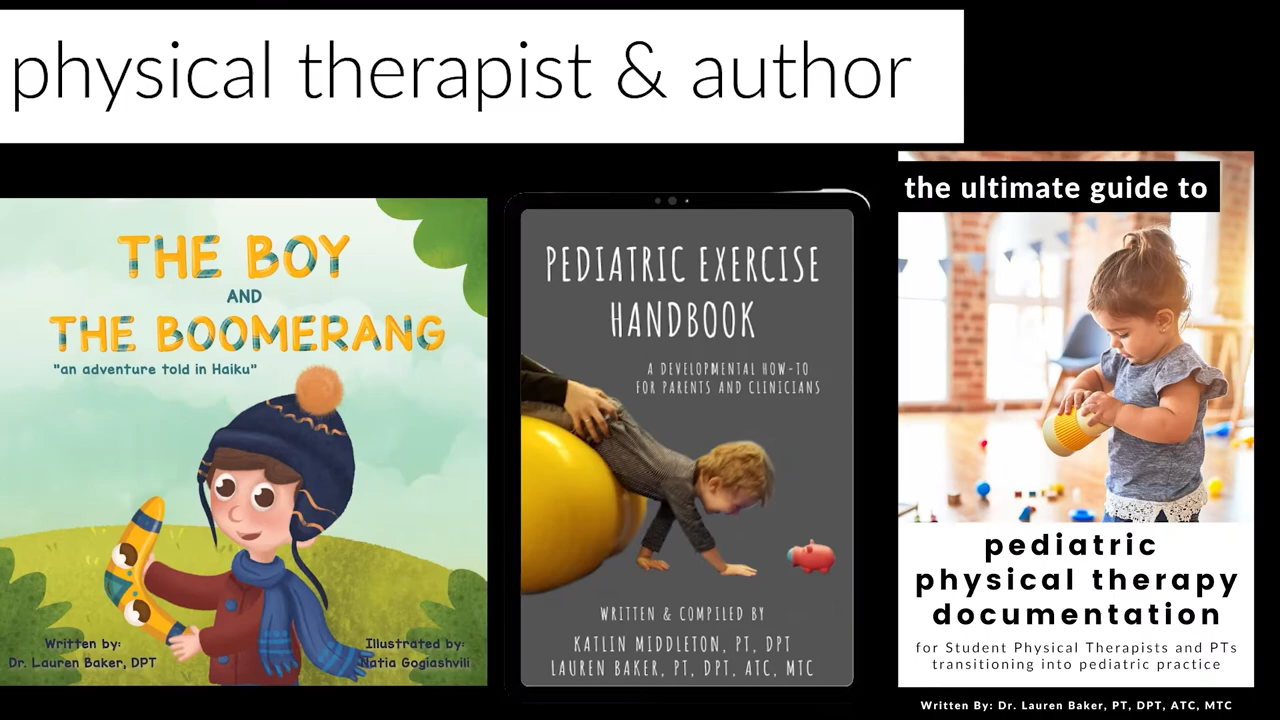 physical therapist & author
THE BOY
AND
THE BOOMERANG
"an adventure told in Haiku"
Written by:
Dr. Lauren Baker, DPT
Illustrated by:
Natia Gogiashvili
PEDIATRIC EXERCISE
HANDBOOK
A DEVELOPMENTAL HOW-TO
FOR PARENTS AND CLINICIANS
WRITTEN & COMPILED BY
KATLIN MIDDLETON, PT, DPT
LAUREN BAKER, PT, DPT, ATC, MTC
the ultimate guide to
pediatric
physical therapy
documentation
for Student Physical Therapists and PTs
transitioning into pediatric practice
Written By: Dr. Lauren Baker, PT, DPT, ATC, MTC